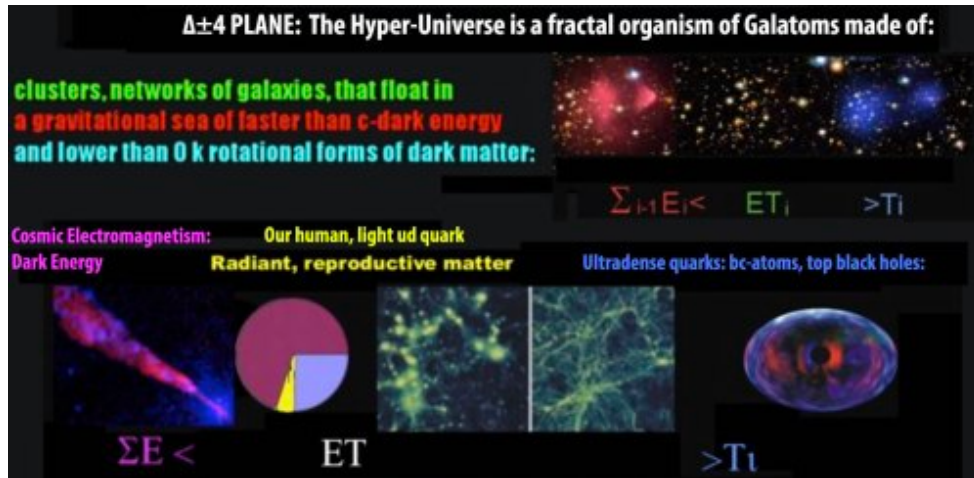 Δ±4 PLANE: The Hyper-Universe is a fractal organism of Galatoms made of:
clusters, networks of galaxies, that float in
a gravitational sea of faster than c-dark energy
and lower than 0 k rotational forms of dark matter:
Σ i-1 Ei< ETi >Ti
Cosmic Electromagnetism: Our human, light ud quark
Dark Energy Radiant, reproductive matter Ultradense quarks: bc-atoms, top black holes:
ΣE < ET >Tι